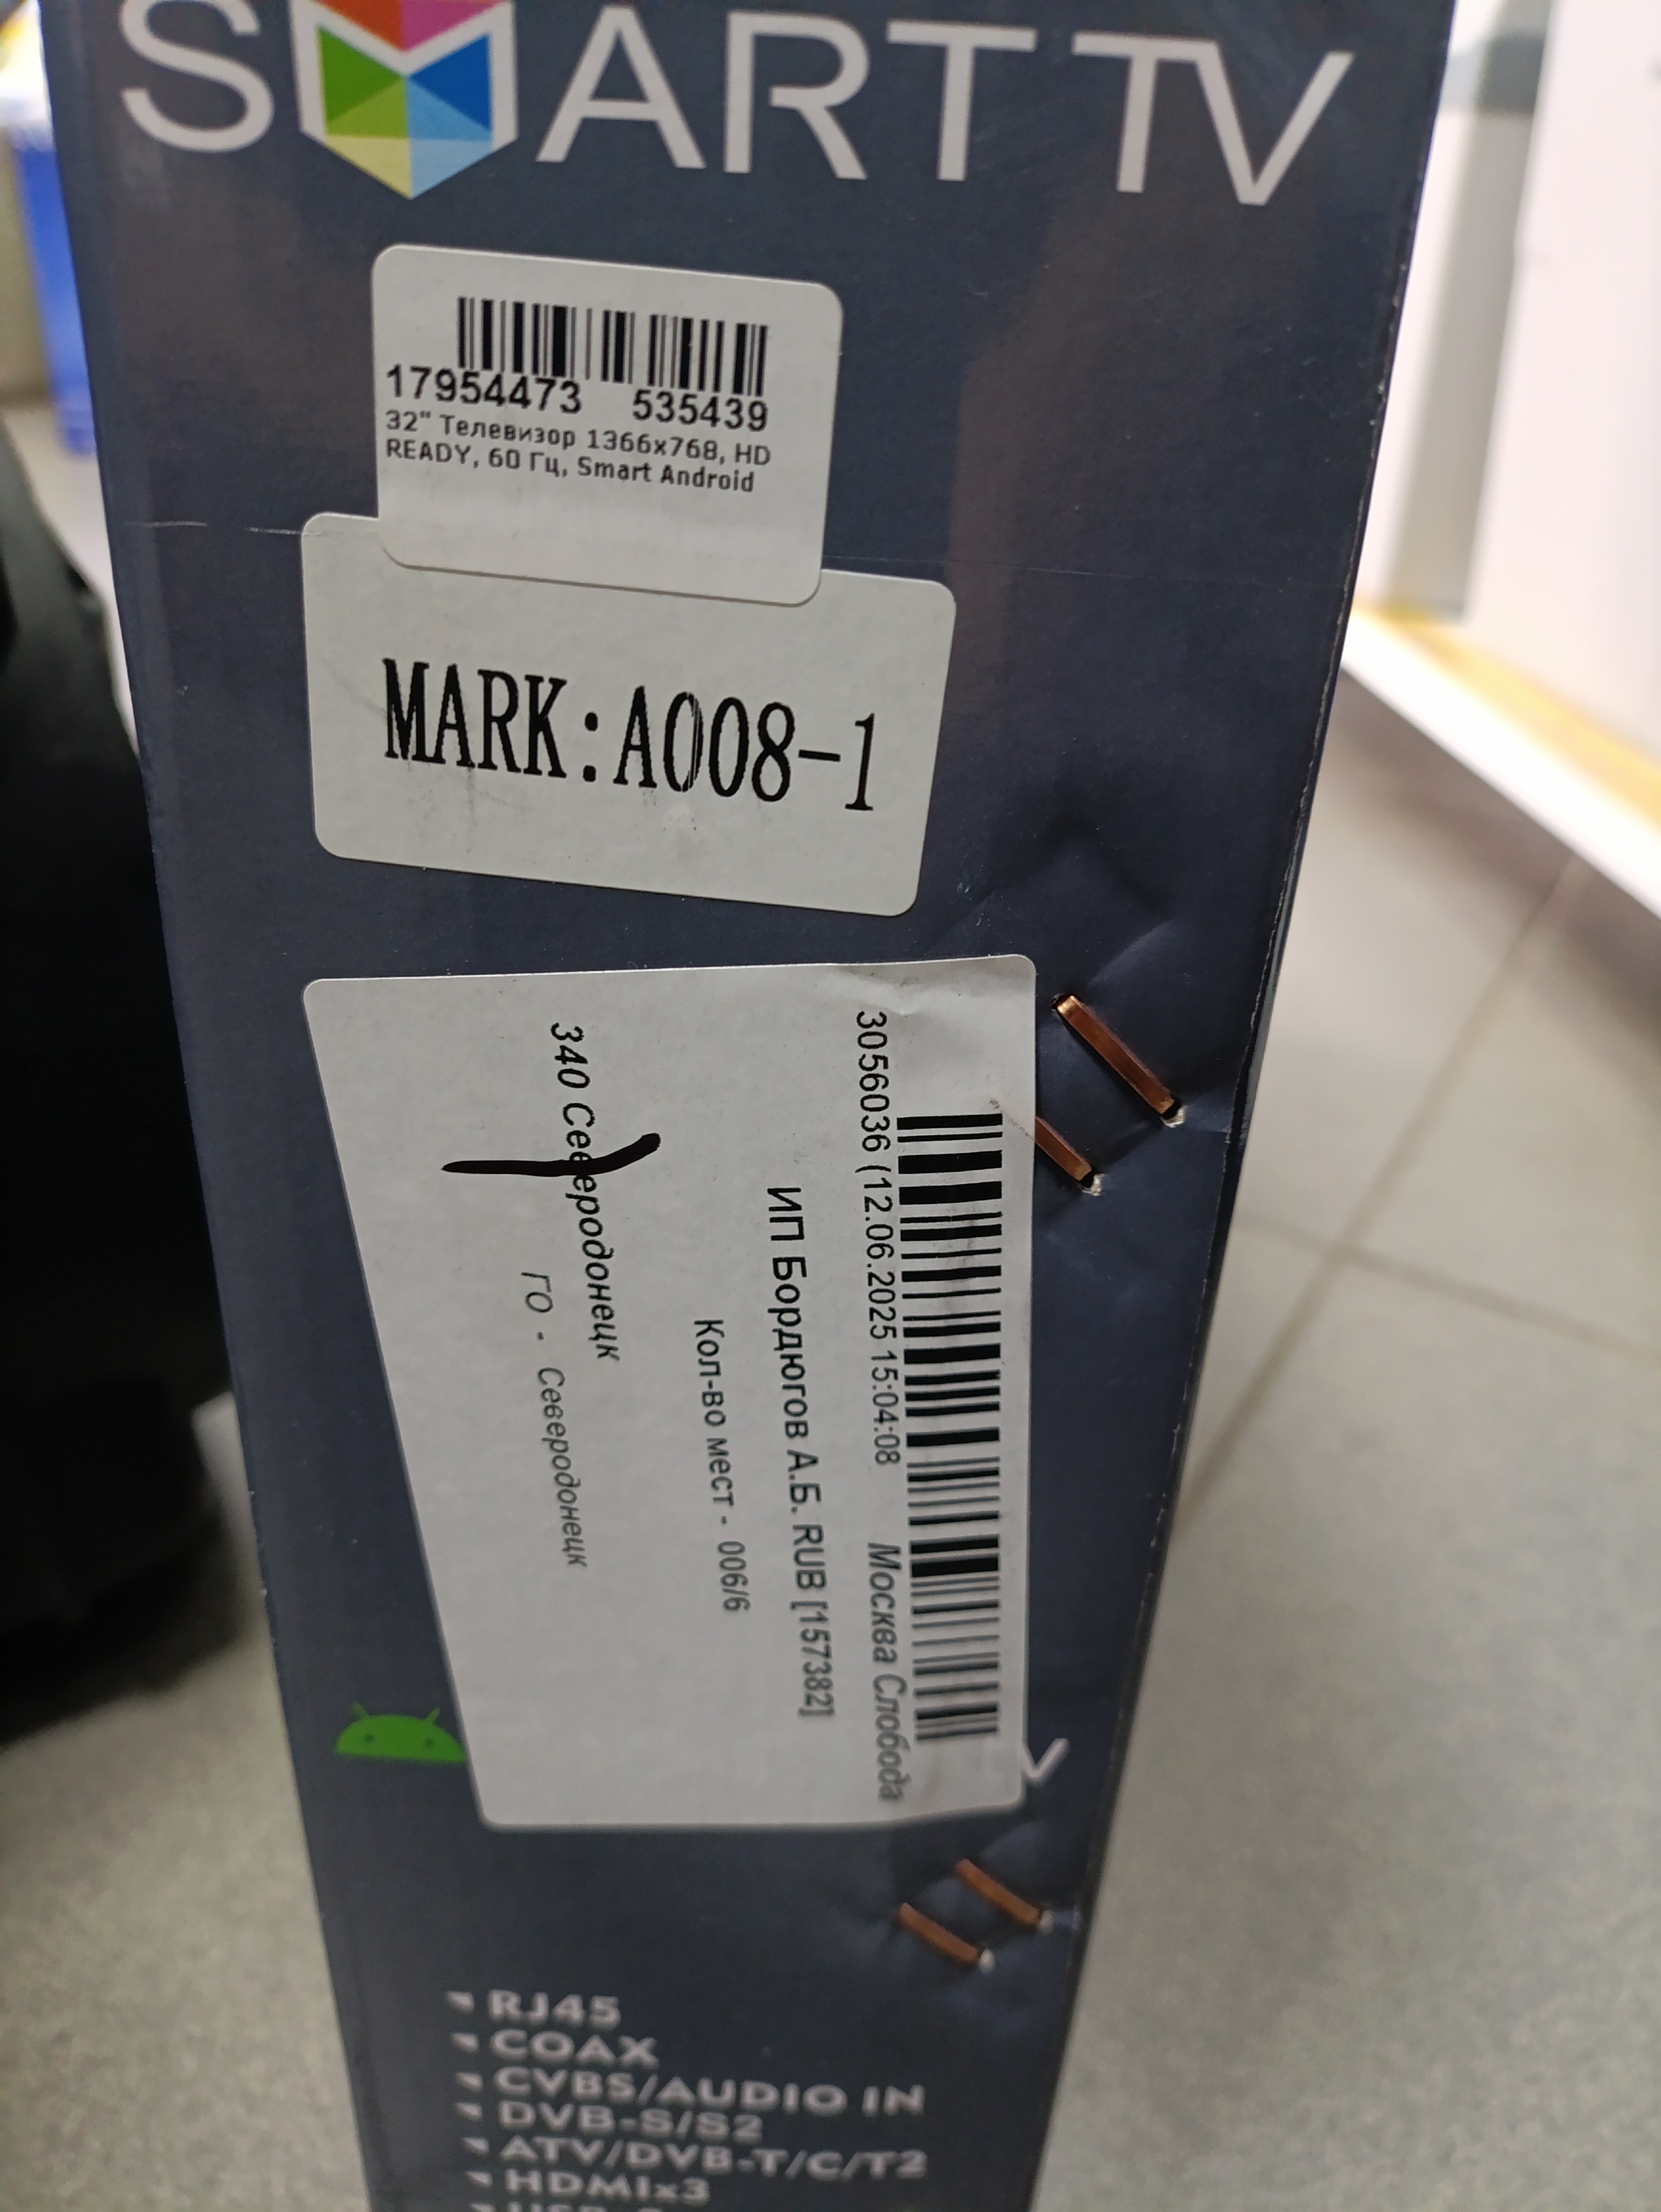 SMART TV
17954473 535439
32" Телевизор 1366x768, HD
READY, 60 Гц, Smart Android
MARK:A008-1
3056036 (12.06.2025 15:04:08 Москва Слобода
ИП Бордюгов А.Б. RUB [157382]
Кол-во мест - 006/6
340 Северодонецк
ГО - Северодонецк
RJ45
COAX
CVBS/AUDIO IN
DVB-S/S2
ATV/DVB-T/C/T2
HDMIx3